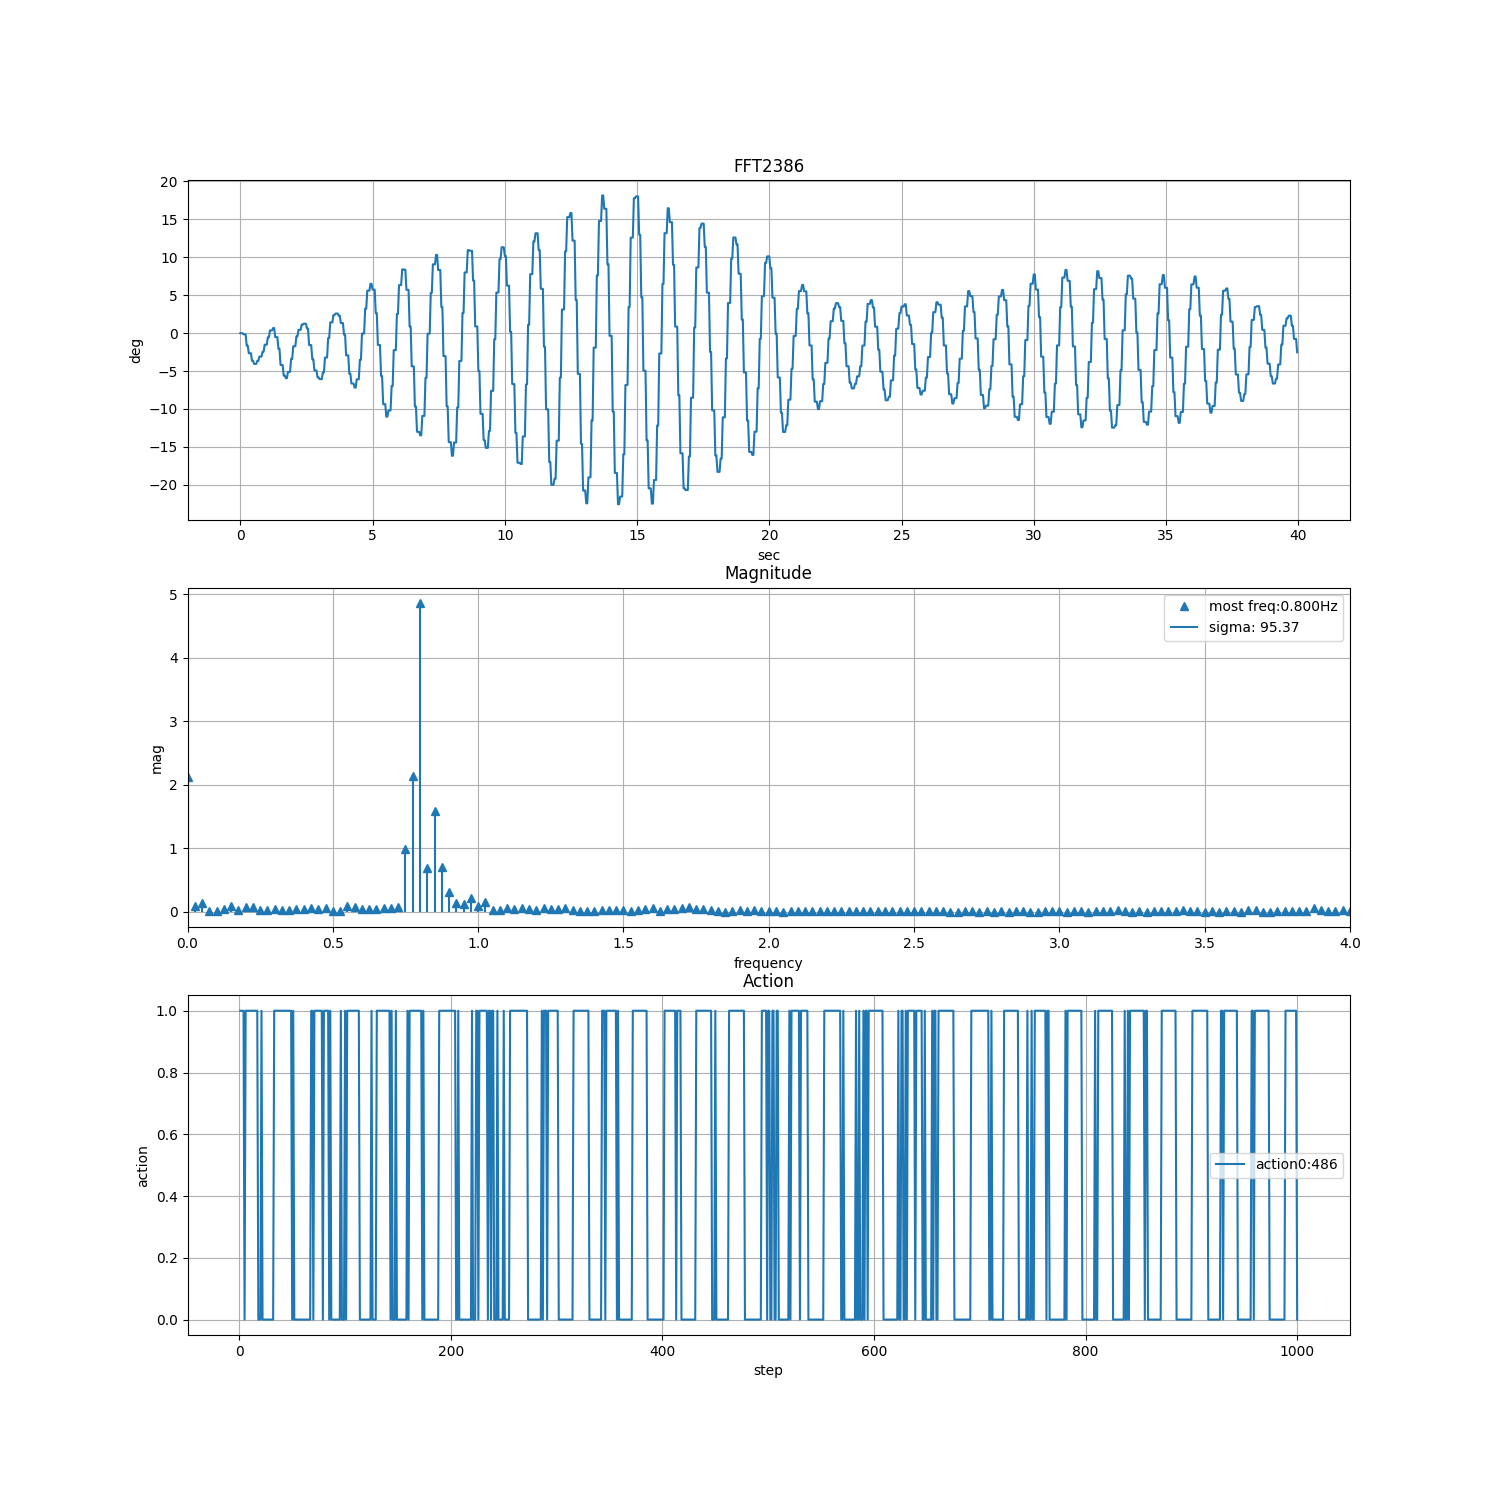 FFT2386
20
15
10
5
0
−5
−10
−15
−20
deg
0 5 10 15 20 25 30 35 40
sec
Magnitude
5
4
3
2
1
0
mag
most freq:0.800Hz
sigma: 95.37
0.0 0.5 1.0 1.5 2.0 2.5 3.0 3.5 4.0
frequency
Action
1.0
0.8
0.6
0.4
0.2
0.0
action
action0:486
0 200 400 600 800 1000
step